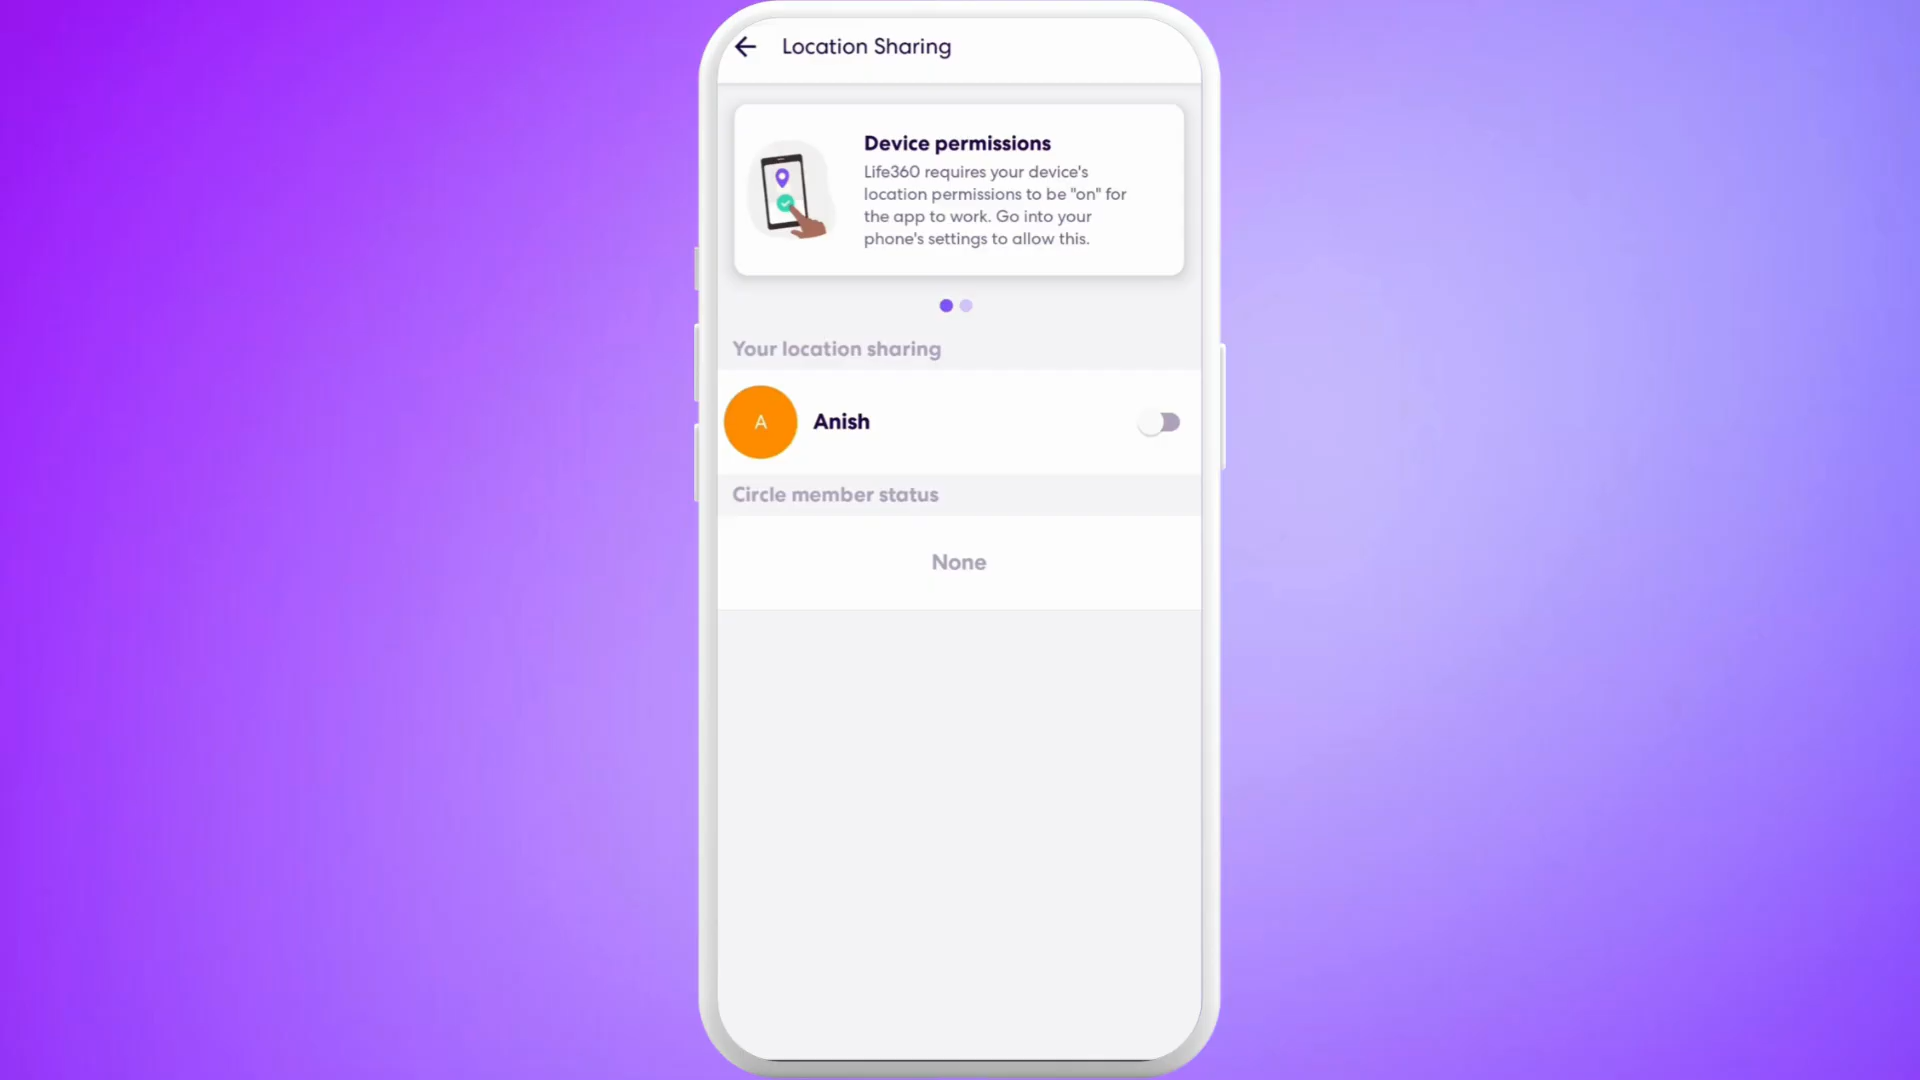 Location Sharing
Device permissions
Life360 requires your device's
location permissions to be "on" for
the app to work. Go into your
phone's settings to allow this.
Your location sharing
A
Anish
Circle member status
None